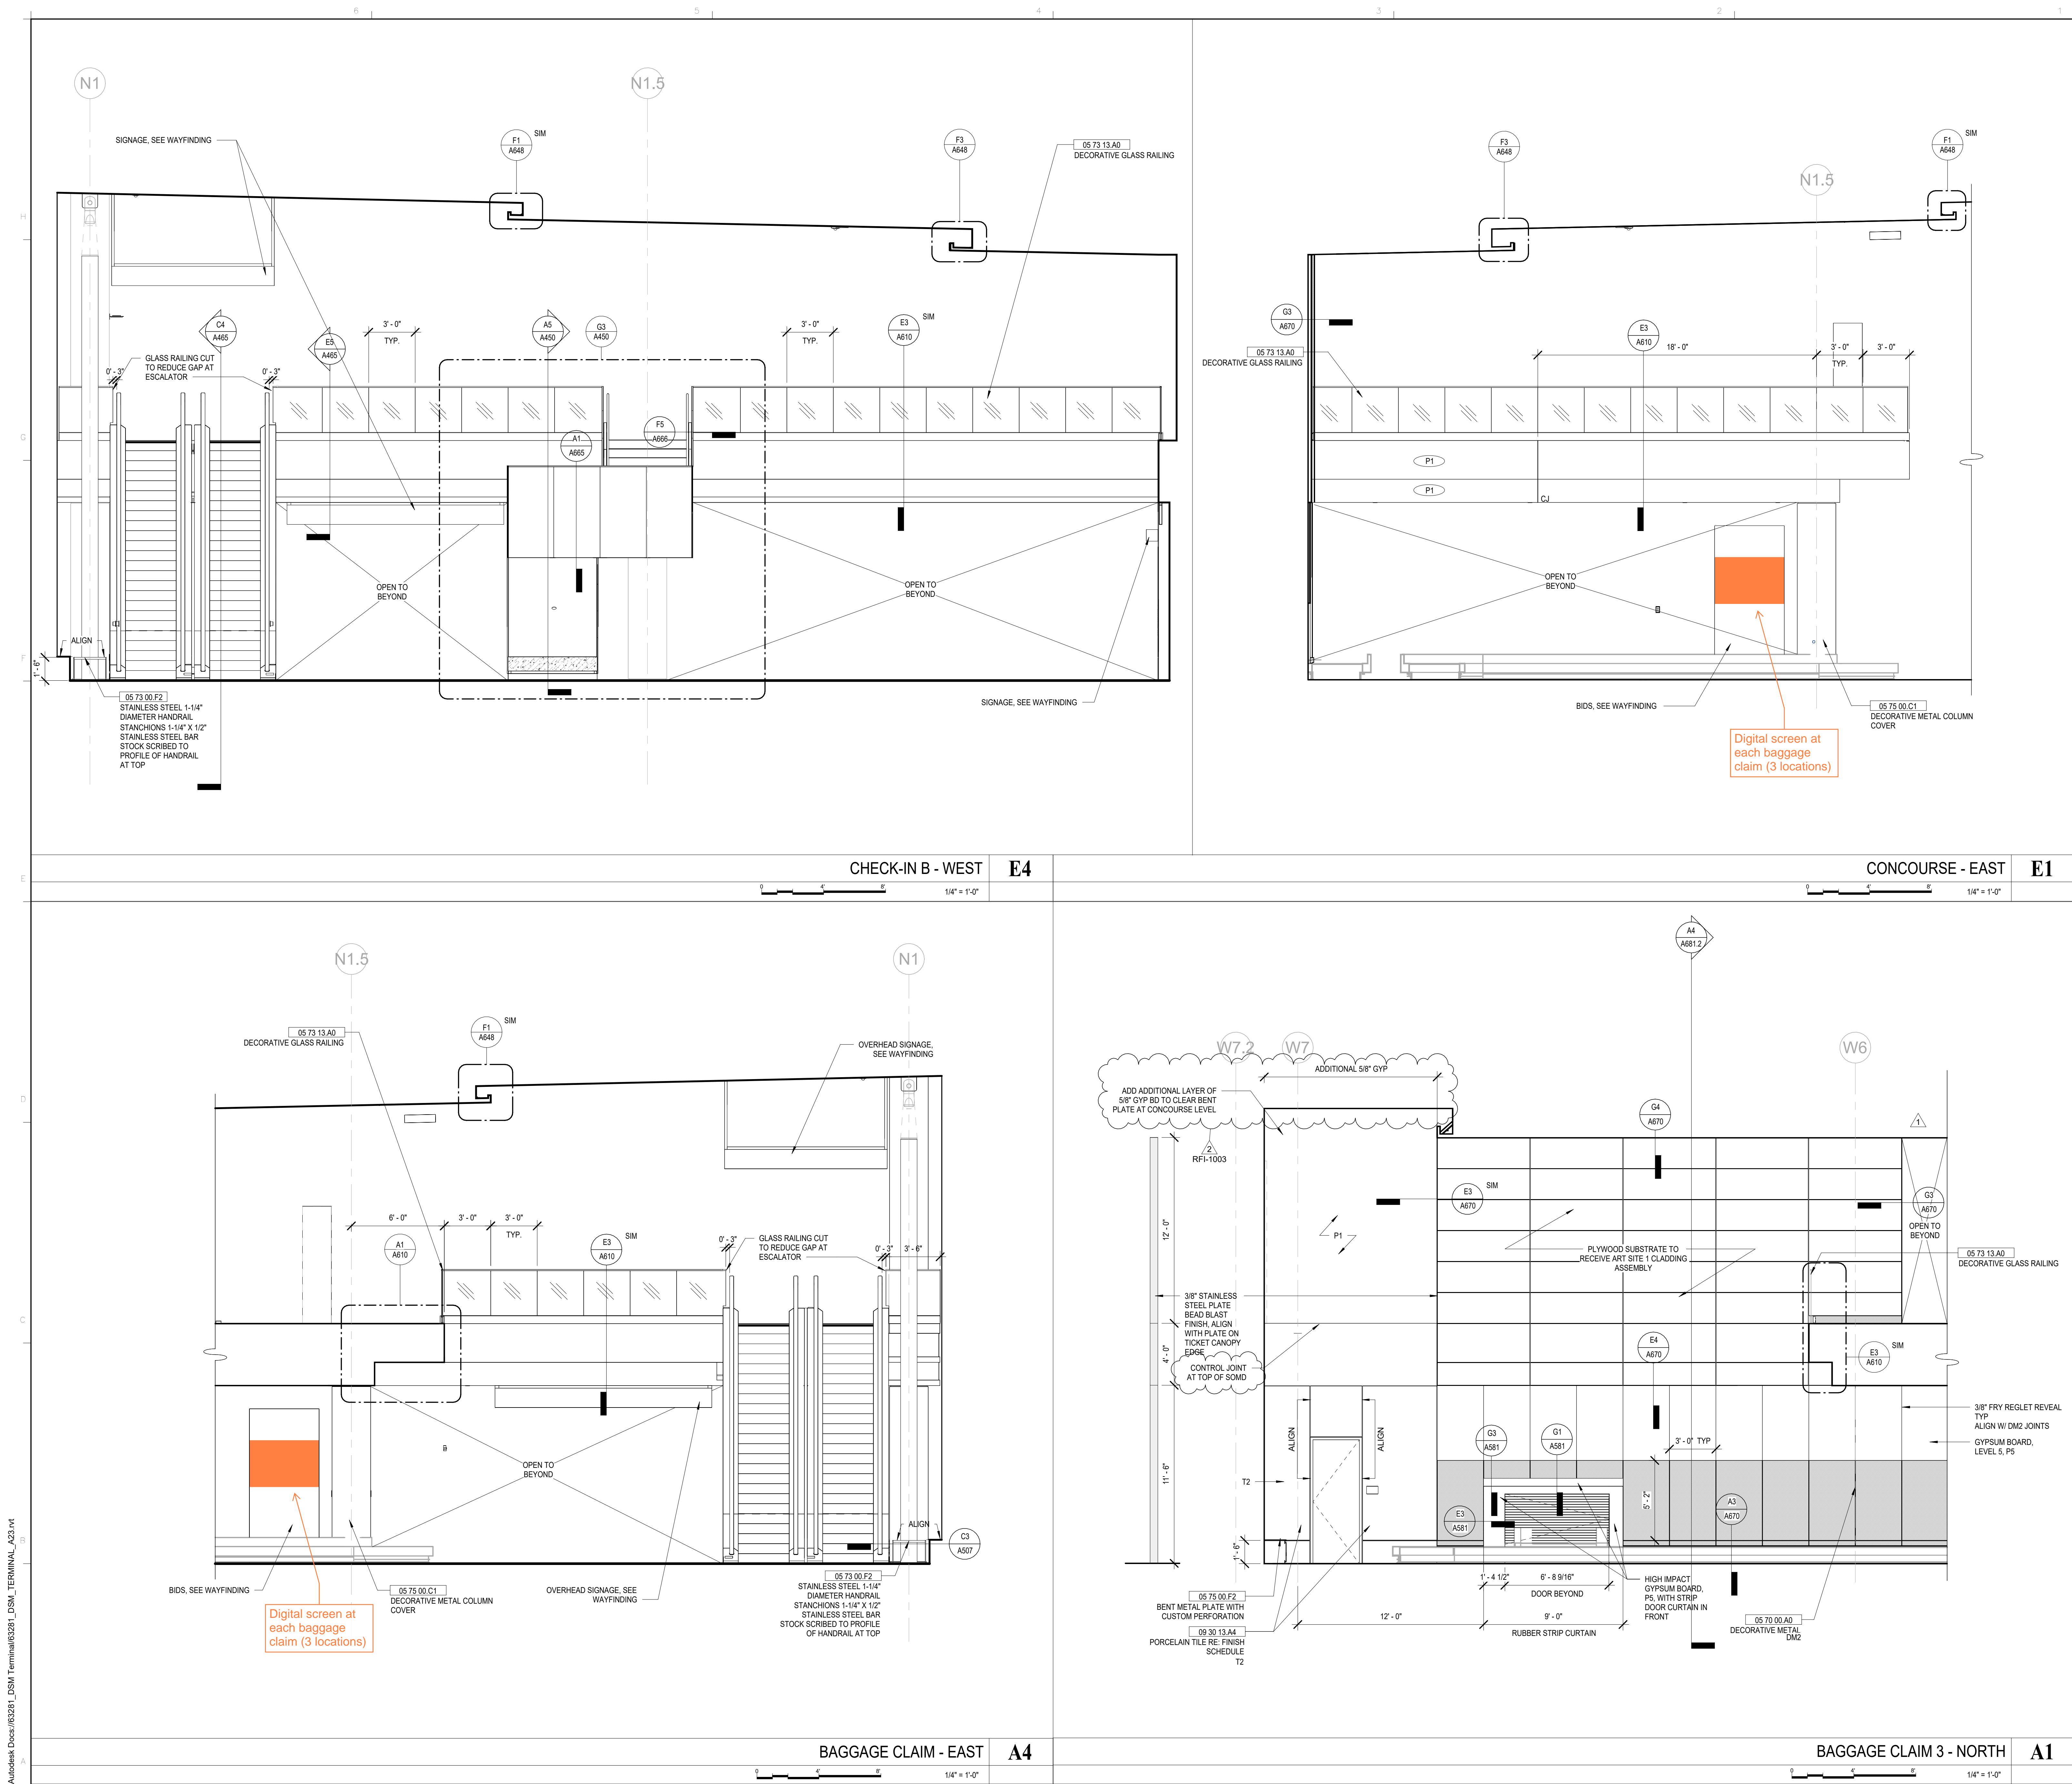 6
5
4
3
2
1
H
G
F
E
D
C
B
A
N1
N1.5
SIGNAGE, SEE WAYFINDING
F1
A648
SIM
F3
A648
05 73 13.A0
DECORATIVE GLASS RAILING
C4
A465
E5
A465
3' - 0"
TYP.
A5
A450
G3
A450
3' - 0"
TYP.
E3
A610
SIM
GLASS RAILING CUT
TO REDUCE GAP AT
ESCALATOR
0' - 3"
0' - 3"
A1
A665
F5
A666
OPEN TO
BEYOND
OPEN TO
BEYOND
ALIGN
1' - 6"
05 73 00.F2
STAINLESS STEEL 1-1/4"
DIAMETER HANDRAIL
STANCHIONS 1-1/4" X 1/2"
STAINLESS STEEL BAR
STOCK SCRIBED TO
PROFILE OF HANDRAIL
AT TOP
SIGNAGE, SEE WAYFINDING
CHECK-IN B - WEST
E4
0
4'
8'
1/4" = 1'-0"
F3
A648
F1
A648
SIM
N1.5
G3
A670
05 73 13.A0
DECORATIVE GLASS RAILING
E3
A610
18' - 0"
3' - 0"
TYP.
3' - 0"
P1
P1
CJ
OPEN TO
BEYOND
BIDS, SEE WAYFINDING
05 75 00.C1
DECORATIVE METAL COLUMN
COVER
Digital screen at
each baggage
claim (3 locations)
CONCOURSE - EAST
E1
0
4'
8'
1/4" = 1'-0"
N1.5
N1
05 73 13.A0
DECORATIVE GLASS RAILING
F1
A648
SIM
OVERHEAD SIGNAGE,
SEE WAYFINDING
6' - 0"
3' - 0"
3' - 0"
TYP.
A1
A610
E3
A610
SIM
0' - 3"
GLASS RAILING CUT
TO REDUCE GAP AT
ESCALATOR
0' - 3"
3' - 6"
OPEN TO
BEYOND
ALIGN
C3
A507
BIDS, SEE WAYFINDING
05 75 00.C1
DECORATIVE METAL COLUMN
COVER
OVERHEAD SIGNAGE, SEE
WAYFINDING
05 73 00.F2
STAINLESS STEEL 1-1/4"
DIAMETER HANDRAIL
STANCHIONS 1-1/4" X 1/2"
STAINLESS STEEL BAR
STOCK SCRIBED TO PROFILE
OF HANDRAIL AT TOP
Digital screen at
each baggage
claim (3 locations)
BAGGAGE CLAIM - EAST
A4
0
4'
8'
1/4" = 1'-0"
A4
A681.2
W7.2
W7
W6
ADDITIONAL 5/8" GYP
ADD ADDITIONAL LAYER OF
5/8" GYP BD TO CLEAR BENT
PLATE AT CONCOURSE LEVEL
2
RFI-1003
G4
A670
1
E3
A670
SIM
G3
A670
OPEN TO
BEYOND
12' - 0"
P1
PLYWOOD SUBSTRATE TO
RECEIVE ART SITE 1 CLADDING
ASSEMBLY
05 73 13.A0
DECORATIVE GLASS RAILING
3/8" STAINLESS
STEEL PLATE
BEAD BLAST
FINISH, ALIGN
WITH PLATE ON
TICKET CANOPY
EDGE
4' - 0"
CONTROL JOINT
AT TOP OF SOMD
E4
A670
E3
A610
SIM
3/8" FRY REGLET REVEAL
TYP
ALIGN W/ DM2 JOINTS
GYPSUM BOARD,
LEVEL 5, P5
ALIGN
ALIGN
G3
A581
G1
A581
3' - 0" TYP
11' - 6"
T2
5' - 2"
E3
A581
A3
A670
1' - 6"
1' - 4 1/2"
6' - 8 9/16"
DOOR BEYOND
HIGH IMPACT
GYPSUM BOARD,
P5, WITH STRIP
DOOR CURTAIN IN
FRONT
05 75 00.F2
BENT METAL PLATE WITH
CUSTOM PERFORATION
12' - 0"
9' - 0"
RUBBER STRIP CURTAIN
05 70 00.A0
DECORATIVE METAL
DM2
09 30 13.A4
PORCELAIN TILE RE: FINISH
SCHEDULE
T2
BAGGAGE CLAIM 3 - NORTH
A1
0
4'
8'
1/4" = 1'-0"
Autodesk Docs://63281_DSM Terminal/63281_DSM_TERMINAL_A23.rvt